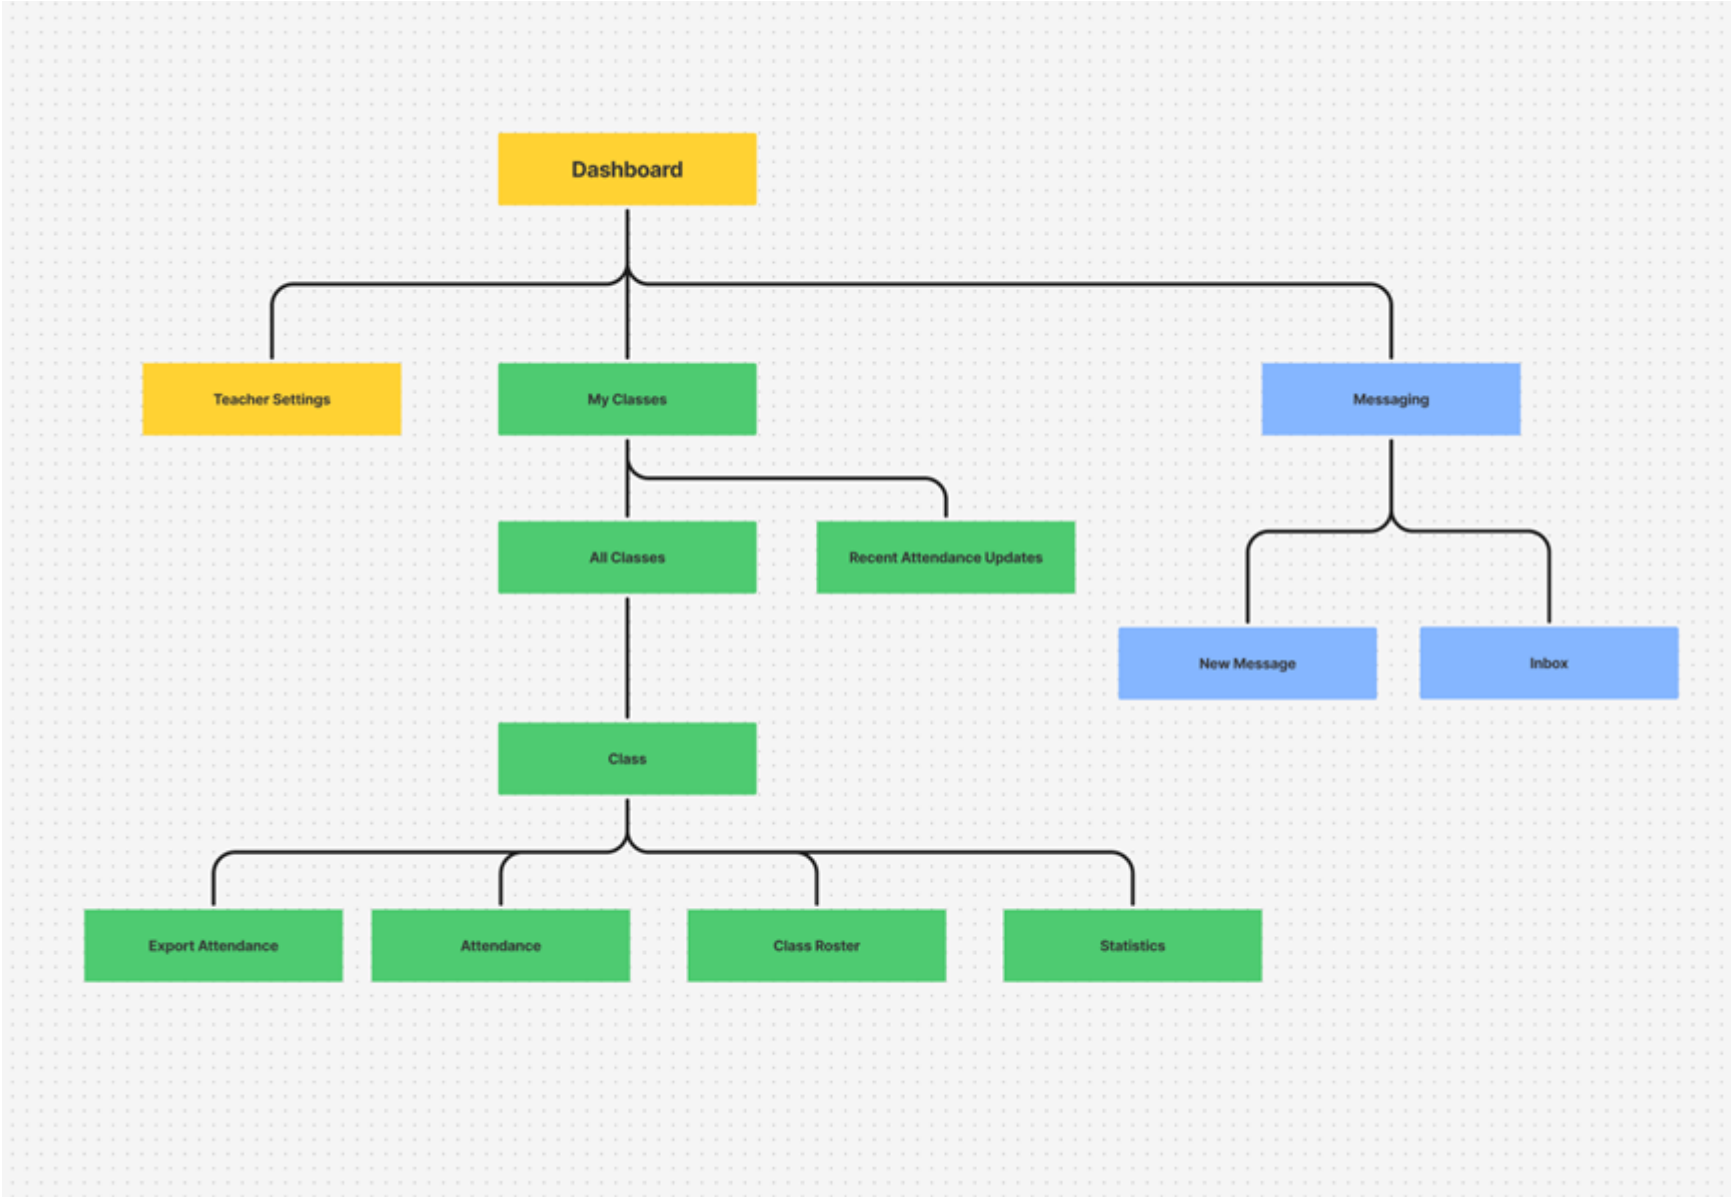 Dashboard
Teacher Settings
My Classes
Messaging
All Classes
Recent Attendance Updates
New Message
Inbox
Class
Export Attendance
Attendance
Class Roster
Statistics